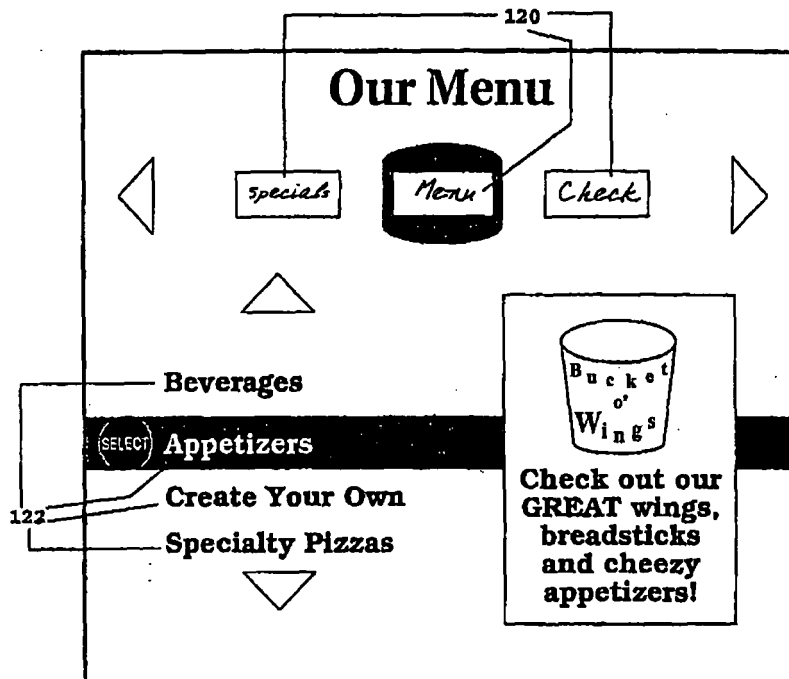 120
Our Menu
Specials Menu Check
Beverages
SELECT Appetizers
Create Your Own
122
Specialty Pizzas
Bucket
o'
Wings
Check out our
GREAT wings,
breadsticks
and cheezy
appetizers!